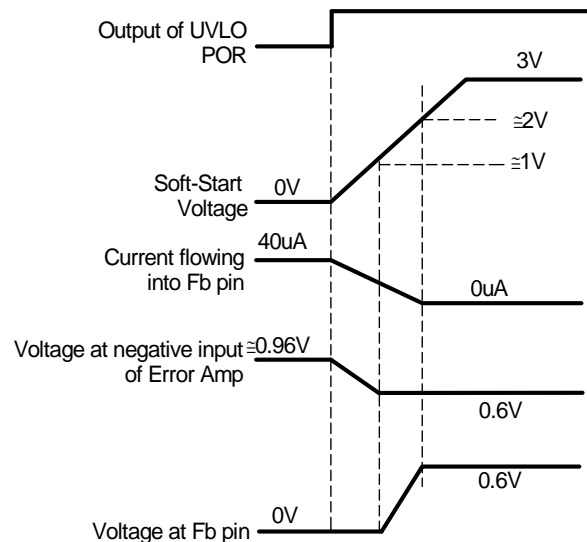 Output of UVLO
POR
3V
≅2V
≅1V
Soft-Start
Voltage
0V
40uA
Current flowing
into Fb pin
0uA
Voltage at negative input
of Error Amp
≅0.96V
0.6V
0.6V
0V
Voltage at Fb pin